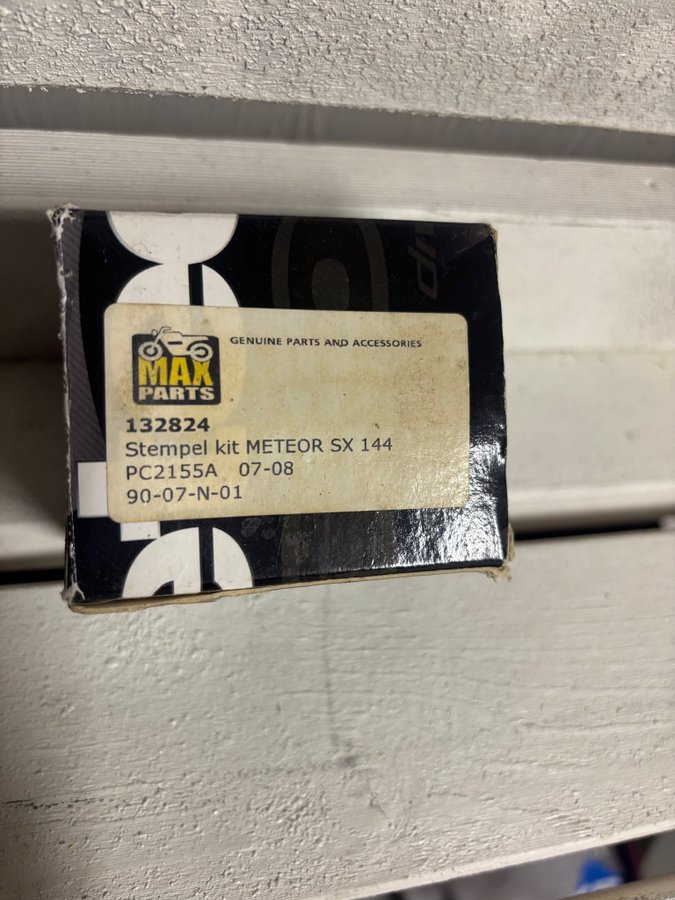 GENUINE PARTS AND ACCESSORIES
MAX
PARTS
132824
Stempel kit METEOR SX 144
PC2155A 07-08
90-07-N-01